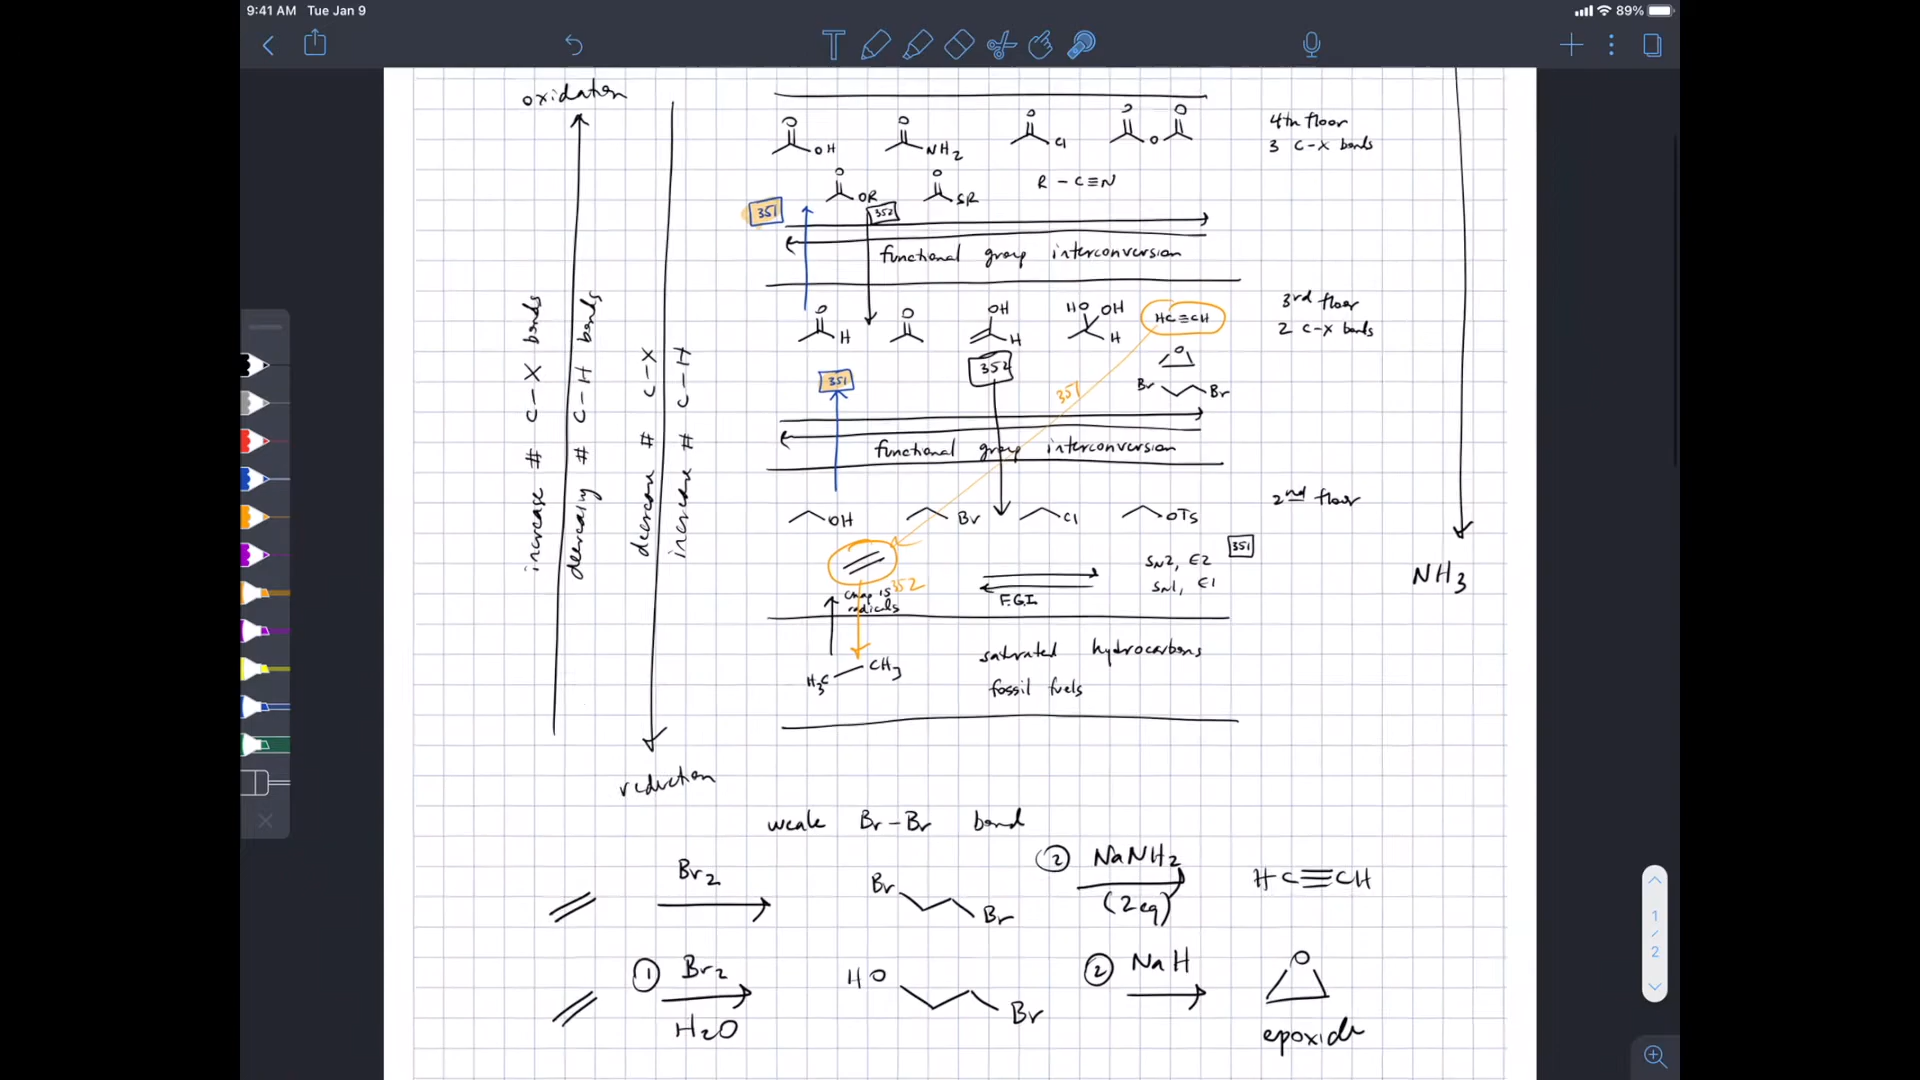 9:41 AM Tue Jan 9
89%
oxidation
increase # C-X bonds
decreasing # C-H bonds
decrease # C-X
increase # C-H
reduction
O O O O O
OH NH2 Cl O
4th floor
3 C-X bonds
O O
OR SR
R-C≡N
351
352
functional group interconversion
O O OH HO OH
H H H
HC≡CH
3rd floor
2 C-X bonds
O
351
352
351
Br Br
functional group interconversion
2nd floor
OH Br Cl OTs
351
SN2, E2
SN1, E1
F.G.I.
352
Chap 15
radicals
NH3
H3C CH3
saturated hydrocarbons
fossil fuels
weak Br-Br bond
Br2
Br Br
② NaNH2
(2eq)
HC≡CH
① Br2
H2O
HO Br
② NaH
O
epoxide
1
/
2